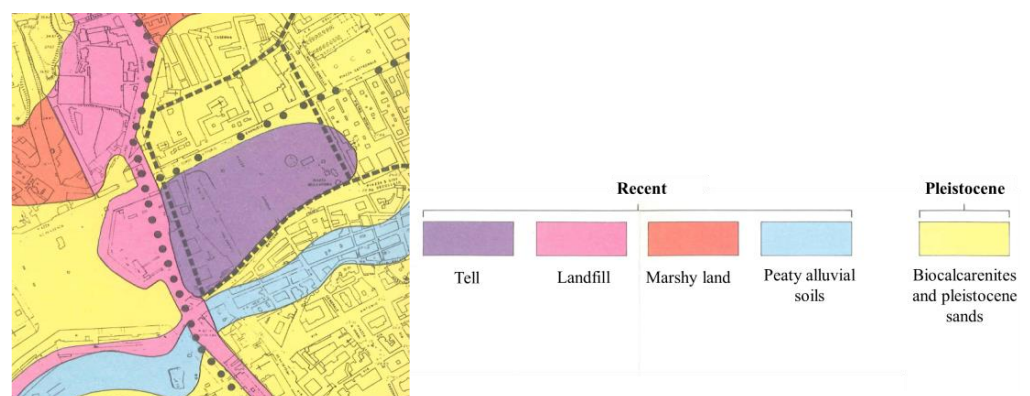 Recent
Pleistocene
Tell
Landfill
Marshy land
Peaty alluvial
soils
Biocalcarenites
and pleistocene
sands